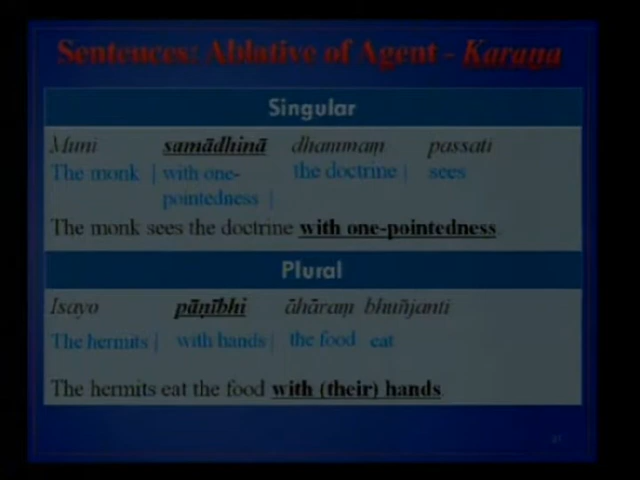 Sentences: Ablative of Agent - Karaṇa
Singular
Muni samādhinā dhammaṃ passati
The monk | with one- the doctrine | sees
pointedness |
The monk sees the doctrine with one-pointedness.
Plural
Isayo pāṇībhi āhāraṃ bhuñjanti
The hermits | with hands | the food eat
The hermits eat the food with (their) hands.